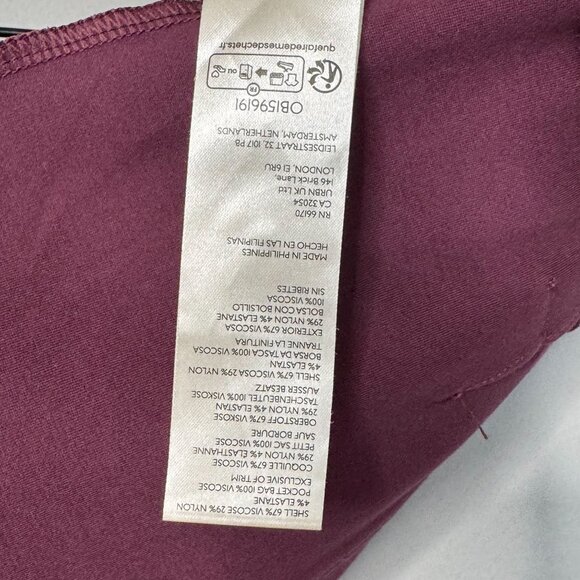 SHELL 67% VISCOSE 29% NYLON
4% ELASTANE
POCKET BAG 100% VISCOSE
EXCLUSIVE OF TRIM
COQUILLE 67% VISCOSE
29% NYLON 4% ELASTHANNE
PETIT SAC 100% VISCOSE
SAUF BORDURE
OBERSTOFF 67% VISKOSE
29% NYLON 4% ELASTAN
TASCHENBEUTEL 100% VISKOSE
AUSSER BESATZ
SHELL 67% VISCOSA 29% NYLON
4% ELASTAN
BORSA DA TASCA 100% VISCOSA
TRANNE LA FINITURA
EXTERIOR 67% VISCOSA
29% NYLON 4% ELASTANE
BOLSA CON BOLSILLO
100% VISCOSA
SIN RIBETES
MADE IN PHILIPPINES
HECHO EN LAS FILIPINAS
RN 66170
CA 32054
URBN UK Ltd
146 Brick Lane,
LONDON, E1 6RU
LEIDSESTRAAT 32, 1017 PB
AMSTERDAM, NETHERLANDS
OB1596191
FR
OU
quefairedemesdechets.fr